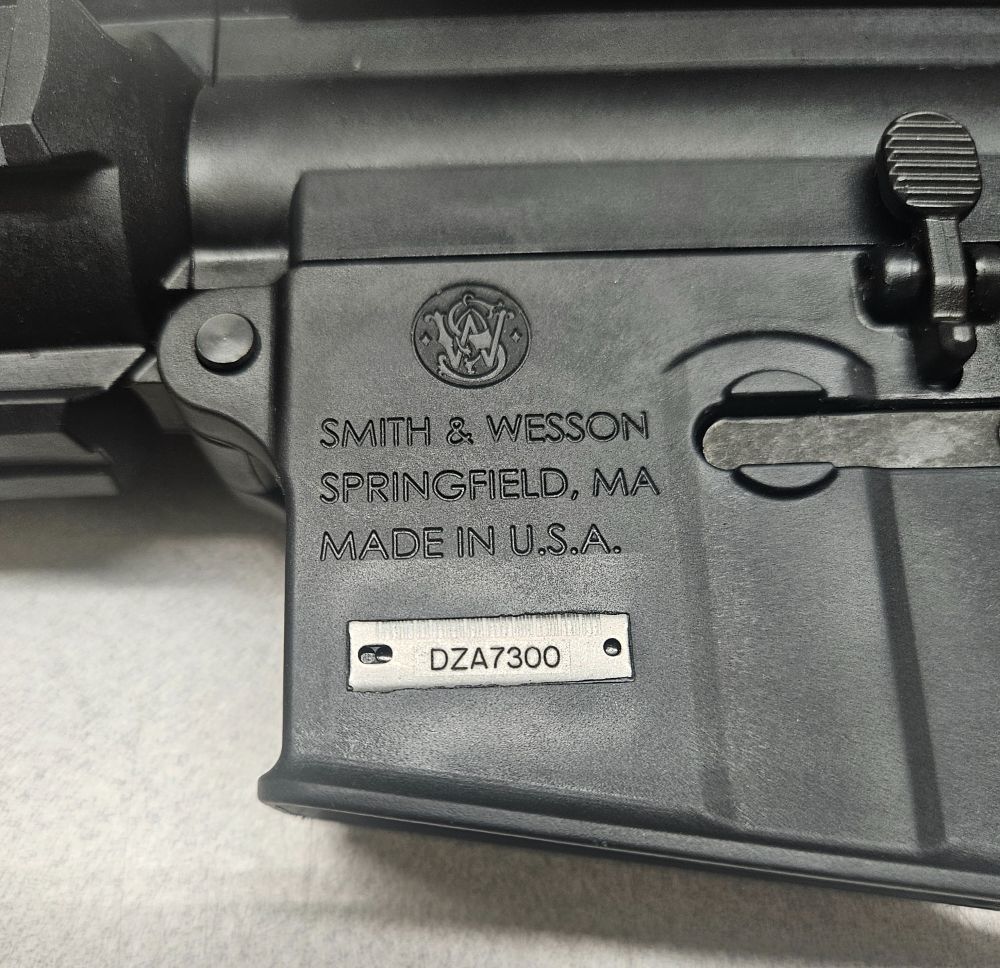 SMITH & WESSON
SPRINGFIELD, MA
MADE IN U.S.A.
DZA7300